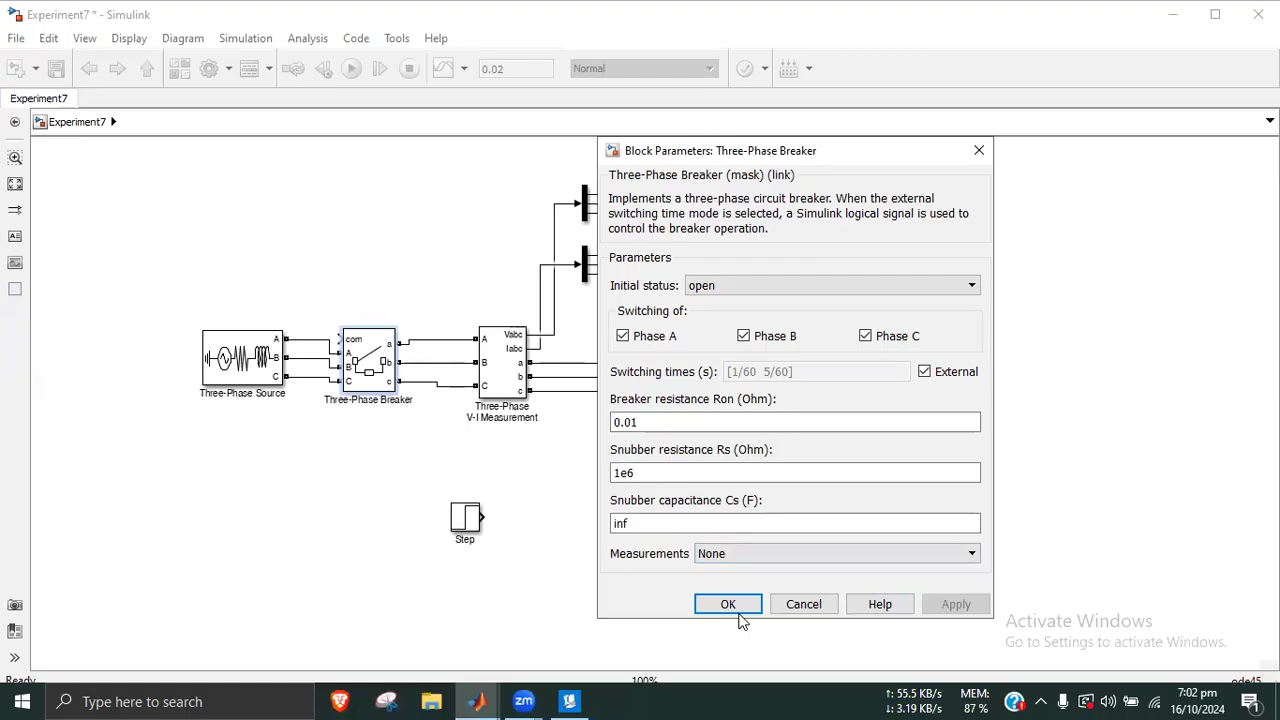 Experiment7 * - Simulink
File Edit View Display Diagram Simulation Analysis Code Tools Help
0.02
Normal
Experiment7
Experiment7
Block Parameters: Three-Phase Breaker
Three-Phase Breaker (mask) (link)
Implements a three-phase circuit breaker. When the external
switching time mode is selected, a Simulink logical signal is used to
control the breaker operation.
Parameters
Initial status: open
Switching of:
Phase A Phase B Phase C
Switching times (s): [1/60 5/60] External
Breaker resistance Ron (Ohm):
0.01
Snubber resistance Rs (Ohm):
1e6
Snubber capacitance Cs (F):
inf
Measurements None
OK Cancel Help Apply
A
B
C
Three-Phase Source
com
A
B
C
a
b
c
Three-Phase Breaker
A
B
C
Vabc
Iabc
a
b
c
Three-Phase
V-I Measurement
Step
Activate Windows
Go to Settings to activate Windows.
Ready 100% ode45
Type here to search
↑: 55.5 KB/s
↓: 3.19 KB/s
MEM:
87 %
7:02 pm
16/10/2024
1